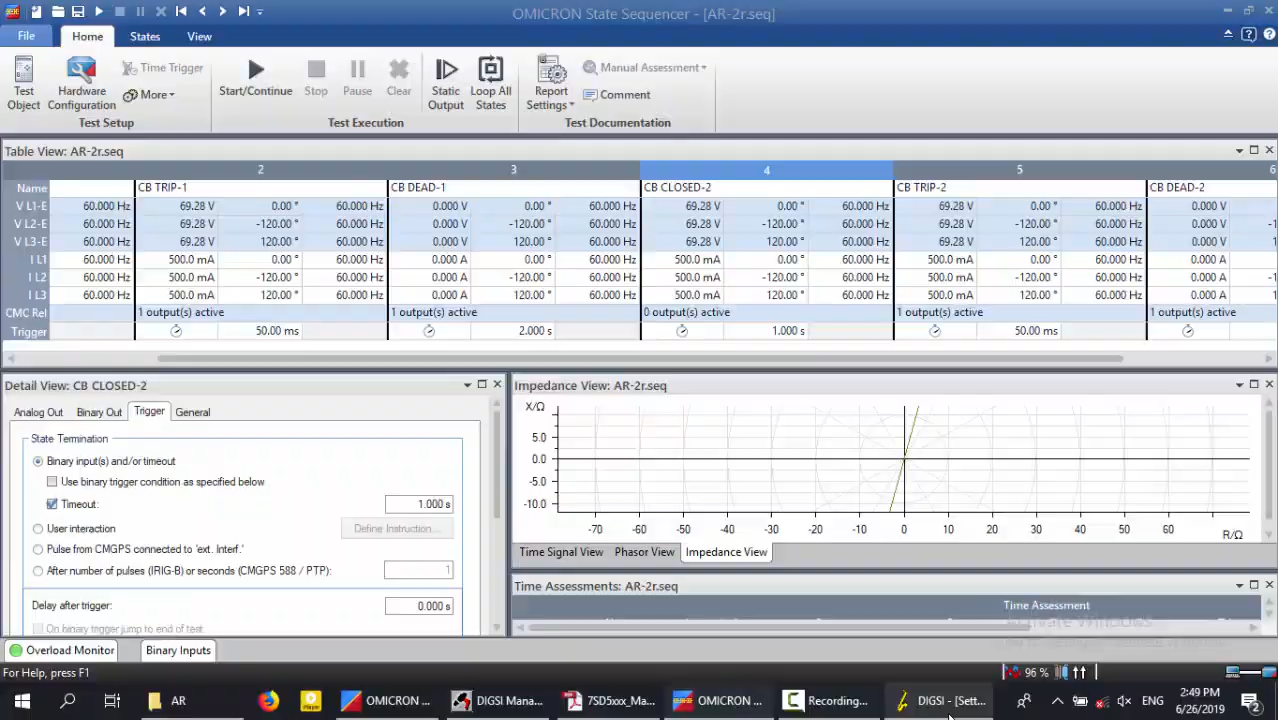 OMICRON State Sequencer - [AR-2r.seq]
File Home States View
Test Object
Hardware Configuration
Time Trigger
More
Test Setup
Start/Continue Stop Pause Clear
Static Output
Loop All States
Test Execution
Report Settings
Manual Assessment
Comment
Test Documentation
Table View: AR-2r.seq
2 3 4 5 6
Name CB TRIP-1 CB DEAD-1 CB CLOSED-2 CB TRIP-2 CB DEAD-2
V L1-E 60.000 Hz 69.28 V 0.00 ° 60.000 Hz 0.000 V 0.00 ° 60.000 Hz 69.28 V 0.00 ° 60.000 Hz 69.28 V 0.00 ° 60.000 Hz 0.000 V
V L2-E 60.000 Hz 69.28 V -120.00 ° 60.000 Hz 0.000 V -120.00 ° 60.000 Hz 69.28 V -120.00 ° 60.000 Hz 69.28 V -120.00 ° 60.000 Hz 0.000 V
V L3-E 60.000 Hz 69.28 V 120.00 ° 60.000 Hz 0.000 V 120.00 ° 60.000 Hz 69.28 V 120.00 ° 60.000 Hz 69.28 V 120.00 ° 60.000 Hz 0.000 V
I L1 60.000 Hz 500.0 mA 0.00 ° 60.000 Hz 0.000 A 0.00 ° 60.000 Hz 500.0 mA 0.00 ° 60.000 Hz 500.0 mA 0.00 ° 60.000 Hz 0.000 A
I L2 60.000 Hz 500.0 mA -120.00 ° 60.000 Hz 0.000 A -120.00 ° 60.000 Hz 500.0 mA -120.00 ° 60.000 Hz 500.0 mA -120.00 ° 60.000 Hz 0.000 A
I L3 60.000 Hz 500.0 mA 120.00 ° 60.000 Hz 0.000 A 120.00 ° 60.000 Hz 500.0 mA 120.00 ° 60.000 Hz 500.0 mA 120.00 ° 60.000 Hz 0.000 A
CMC Rel 1 output(s) active 1 output(s) active 0 output(s) active 1 output(s) active 1 output(s) active
Trigger 50.00 ms 2.000 s 1.000 s 50.00 ms
Detail View: CB CLOSED-2
Analog Out Binary Out Trigger General
State Termination
Binary input(s) and/or timeout
Use binary trigger condition as specified below
Timeout: 1.000 s
User interaction Define Instruction...
Pulse from CMGPS connected to 'ext. Interf.'
After number of pulses (IRIG-B) or seconds (CMGPS 588 / PTP): 1
Delay after trigger: 0.000 s
On binary trigger jump to end of test
Impedance View: AR-2r.seq
X/Ω
5.0
0.0
-5.0
-10.0
-70 -60 -50 -40 -30 -20 -10 0 10 20 30 40 50 60
R/Ω
Time Signal View Phasor View Impedance View
Time Assessments: AR-2r.seq
Time Assessment
Activate Windows
Overload Monitor Binary Inputs
For Help, press F1
96 %
AR
Player
OMICRON ...
DIGSI Mana...
7SD5xxx_Ma...
OMICRON ...
Recording...
DIGSI - [Sett...
ENG
2:49 PM
6/26/2019
2